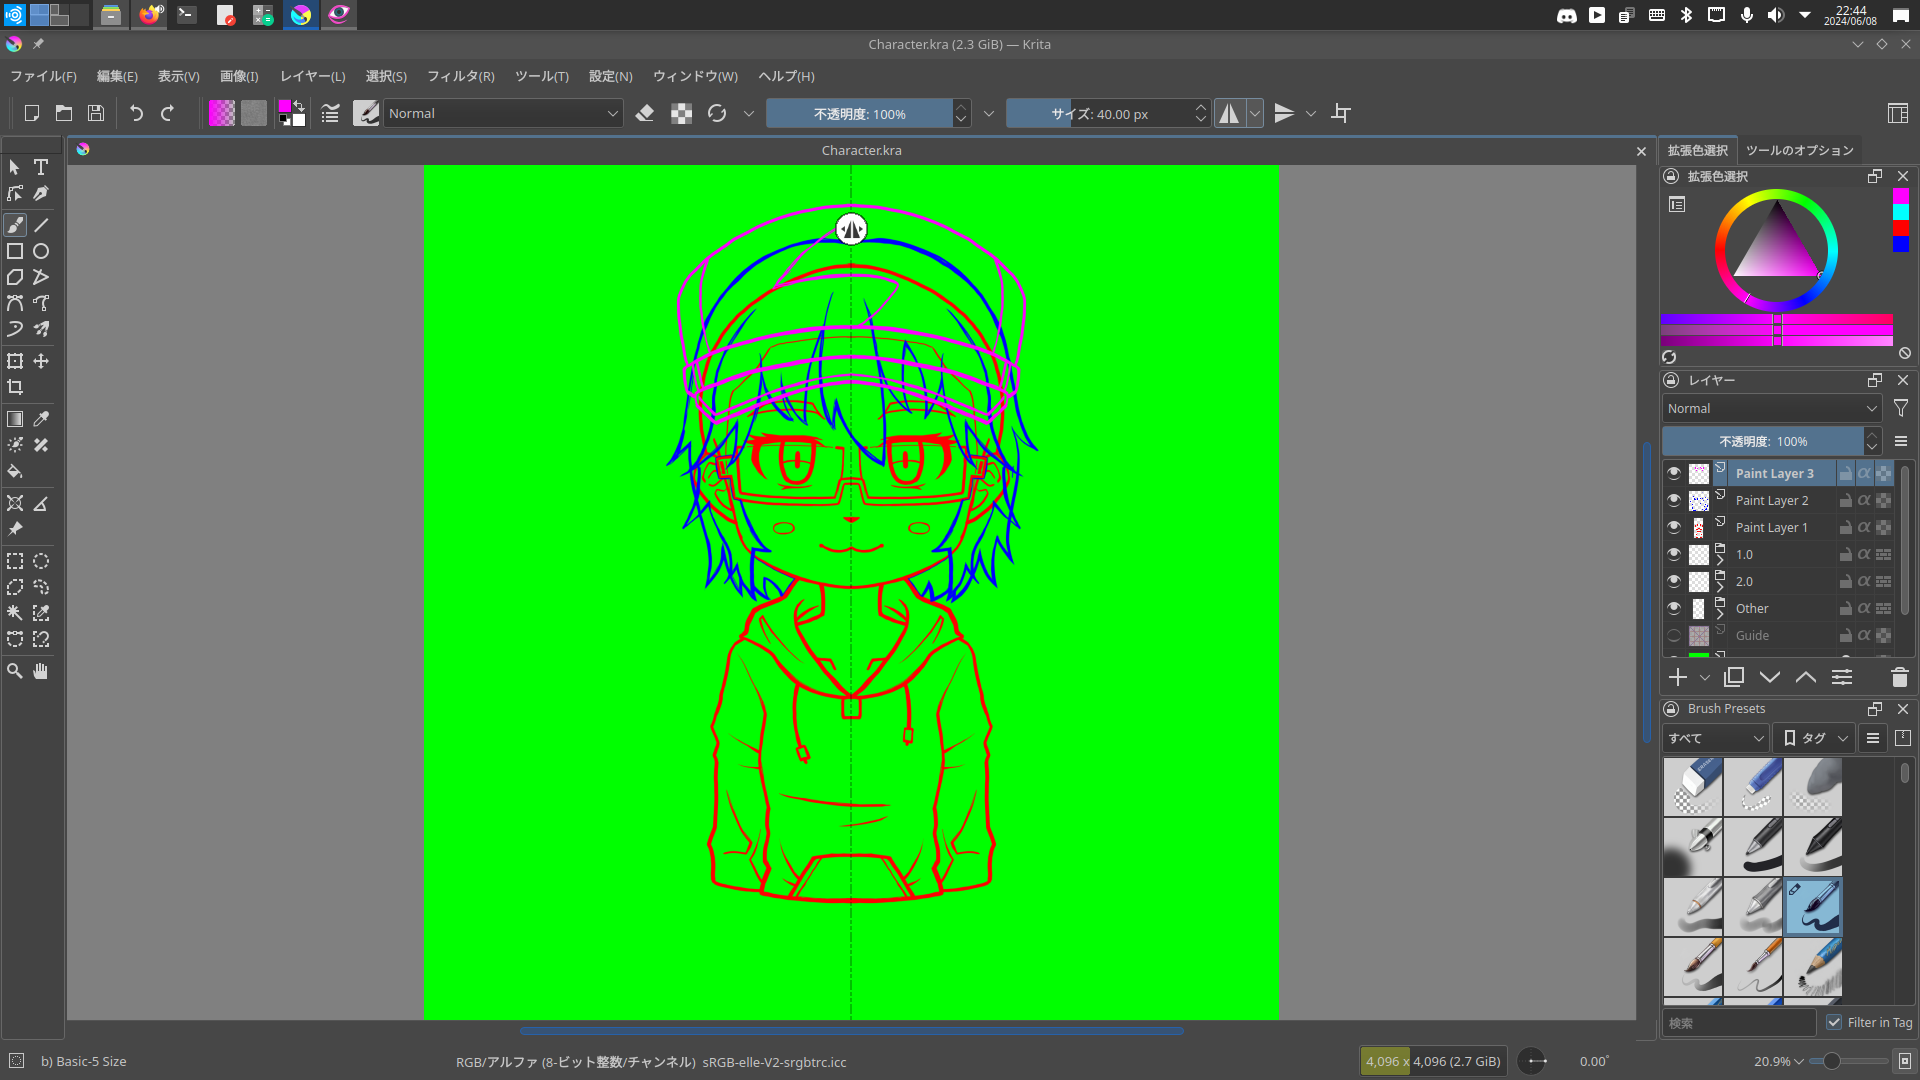 22:44
2024/06/08
Character.kra (2.3 GiB) — Krita
ファイル(F) 編集(E) 表示(V) 画像(I) レイヤー(L) 選択(S) フィルタ(R) ツール(T) 設定(N) ウィンドウ(W) ヘルプ(H)
Normal
不透明度: 100%
サイズ: 40.00 px
Character.kra
拡張色選択
ツールのオプション
拡張色選択
レイヤー
Normal
不透明度: 100%
Paint Layer 3
Paint Layer 2
Paint Layer 1
1.0
2.0
Other
Guide
Brush Presets
すべて
タグ
検索
Filter in Tag
b) Basic-5 Size
RGB/アルファ (8-ビット整数/チャンネル) sRGB-elle-V2-srgbtrc.icc
4,096 x 4,096 (2.7 GiB)
0.00°
20.9%